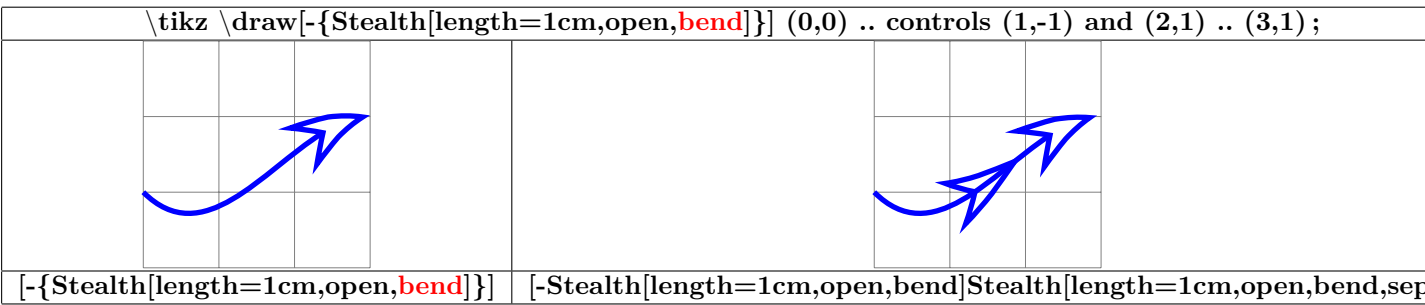 \tikz \draw[-{Stealth[length=1cm,open,bend]}] (0,0) .. controls (1,-1) and (2,1) .. (3,1) ;
[-{Stealth[length=1cm,open,bend]}]
[-Stealth[length=1cm,open,bend]Stealth[length=1cm,open,bend,sep